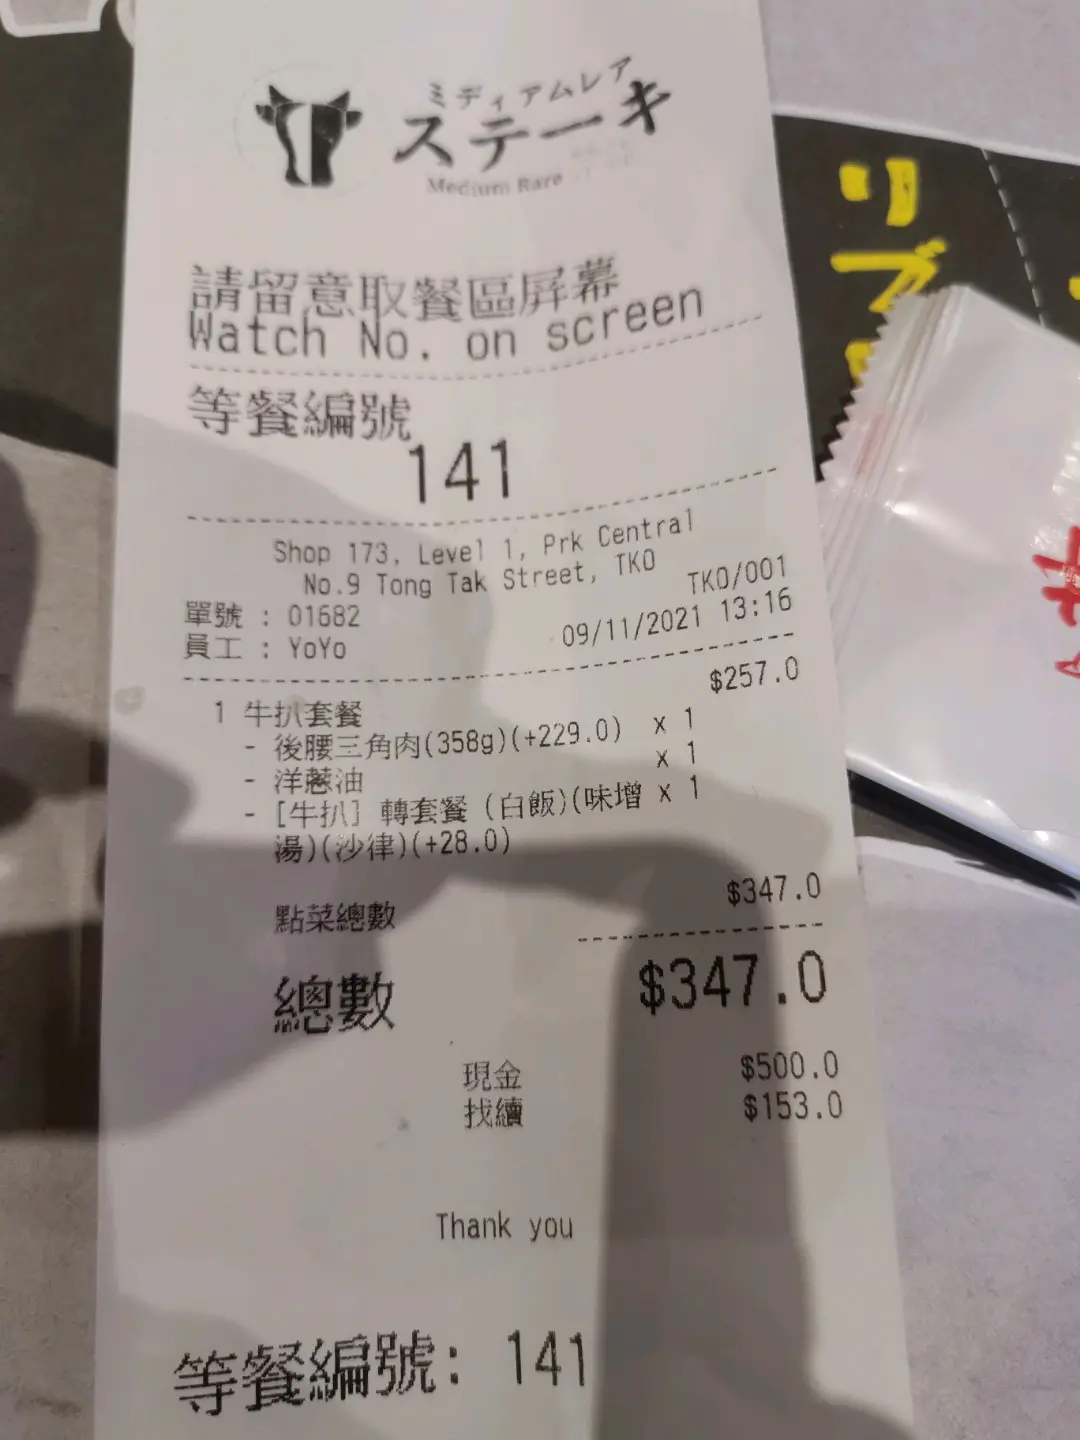 ミディアムレア
ステーキ
Medium Rare
請留意取餐區屏幕
Watch No. on screen
等餐編號
141
Shop 173, Level 1, Prk Central
No.9 Tong Tak Street, TKO
TKO/001
單號 : 01682
09/11/2021 13:16
員工 : YoYo
$257.0
1 牛扒套餐
- 後腰三角肉(358g)(+229.0) x 1
- 洋蔥油 x 1
- [牛扒] 轉套餐 (白飯)(味增 x 1
湯)(沙律)(+28.0)
點菜總數 $347.0
總數 $347.0
現金 $500.0
找續 $153.0
Thank you
等餐編號: 141
リブ